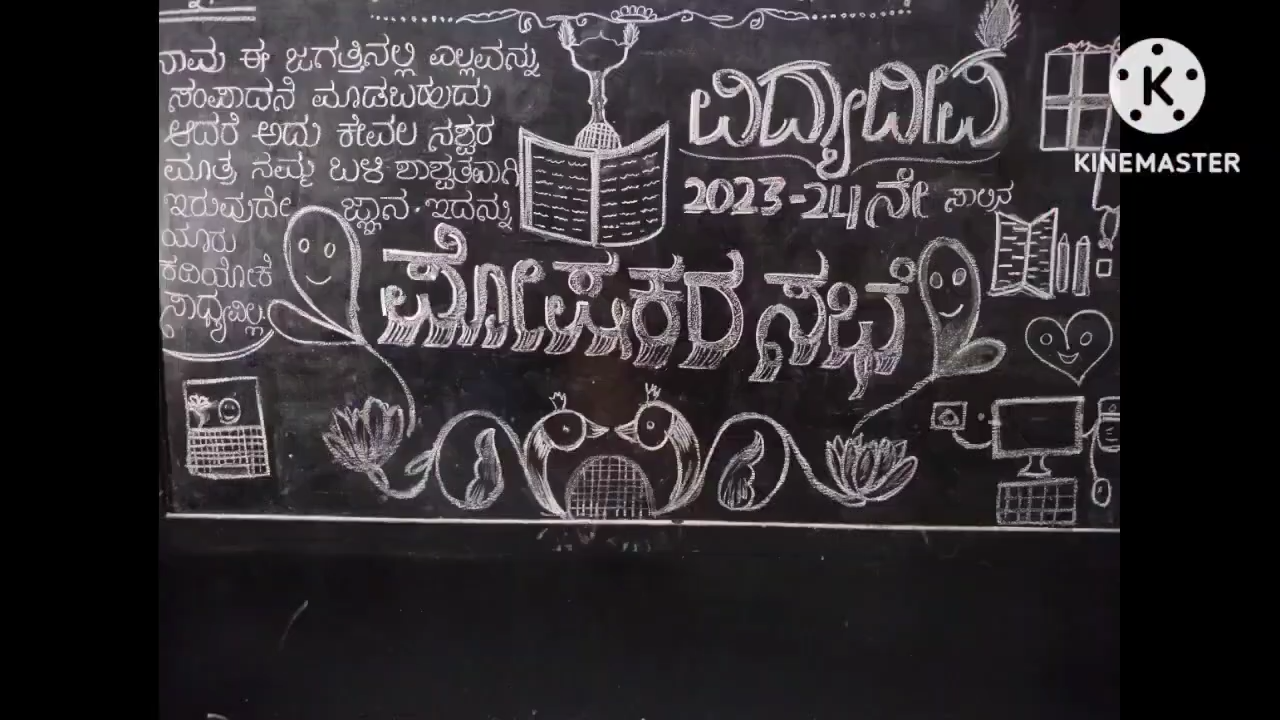 ನಾವು ಈ ಜಗತ್ತಿನಲ್ಲಿ ಎಲ್ಲವನ್ನು
ಸಂಪಾದನೆ ಮಾಡಬಹುದು
ಆದರೆ ಅದು ಕೇವಲ ನಶ್ವರ
ಮಾತ್ರ ನಮ್ಮ ಬಳಿ ಶಾಶ್ವತವಾಗಿ
ಇರುವುದೇ ಜ್ಞಾನ. ಇದನ್ನು
ಯಾರು
ಕದಿಯೋಕೆ
ಸಾಧ್ಯವಿಲ್ಲ
ವಿದ್ಯಾದೀಪ
2023-24ನೇ ಸಾಲಿನ
ಪೋಷಕರ ಸಭೆ
KINEMASTER